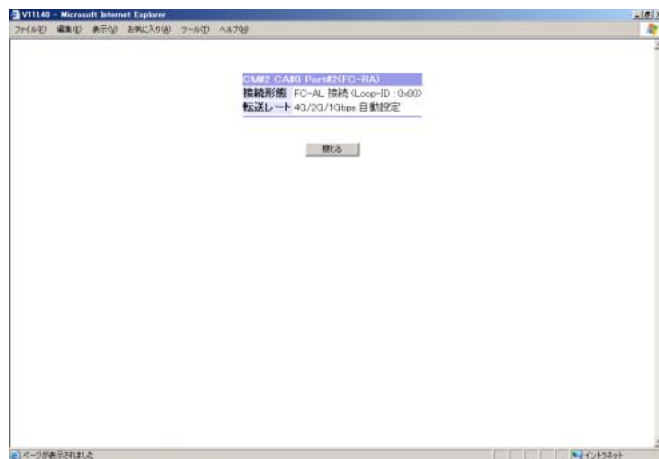 V11L40 - Microsoft Internet Explorer
ファイル(F) 編集(E) 表示(V) お気に入り(A) ツール(T) ヘルプ(H)
CM#2 CA#0 Port#2(FC-RA)
接続形態 FC-AL 接続 (Loop-ID : 0x00)
転送レート 4G/2G/1Gbps 自動設定
閉じる
ページが表示されました
イントラネット